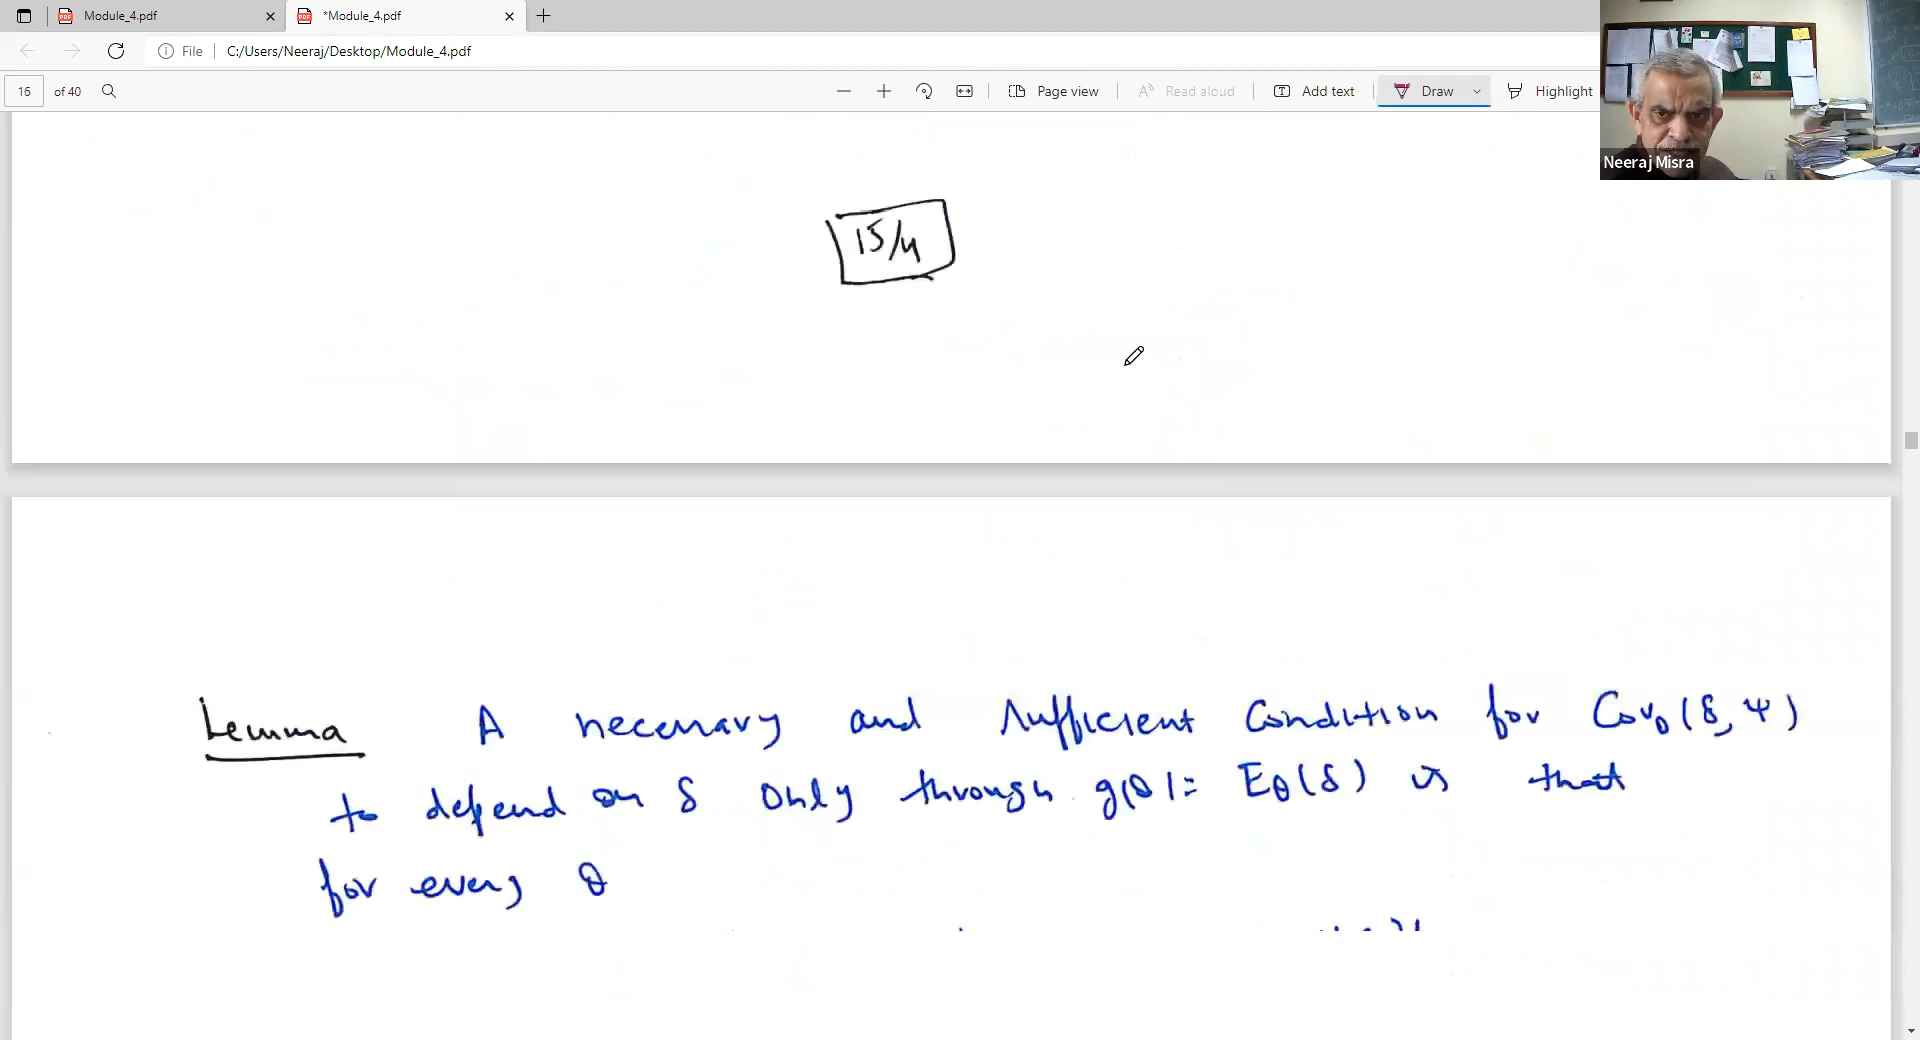 Module_4.pdf
*Module_4.pdf
File
C:/Users/Neeraj/Desktop/Module_4.pdf
16 of 40
Page view
Read aloud
Add text
Draw
Highlight
Neeraj Misra
15/4
Lemma A necessary and sufficient condition for Cov_θ(δ, ψ)
to depend on δ only through g(θ) = E_θ(δ) is that
for every θ